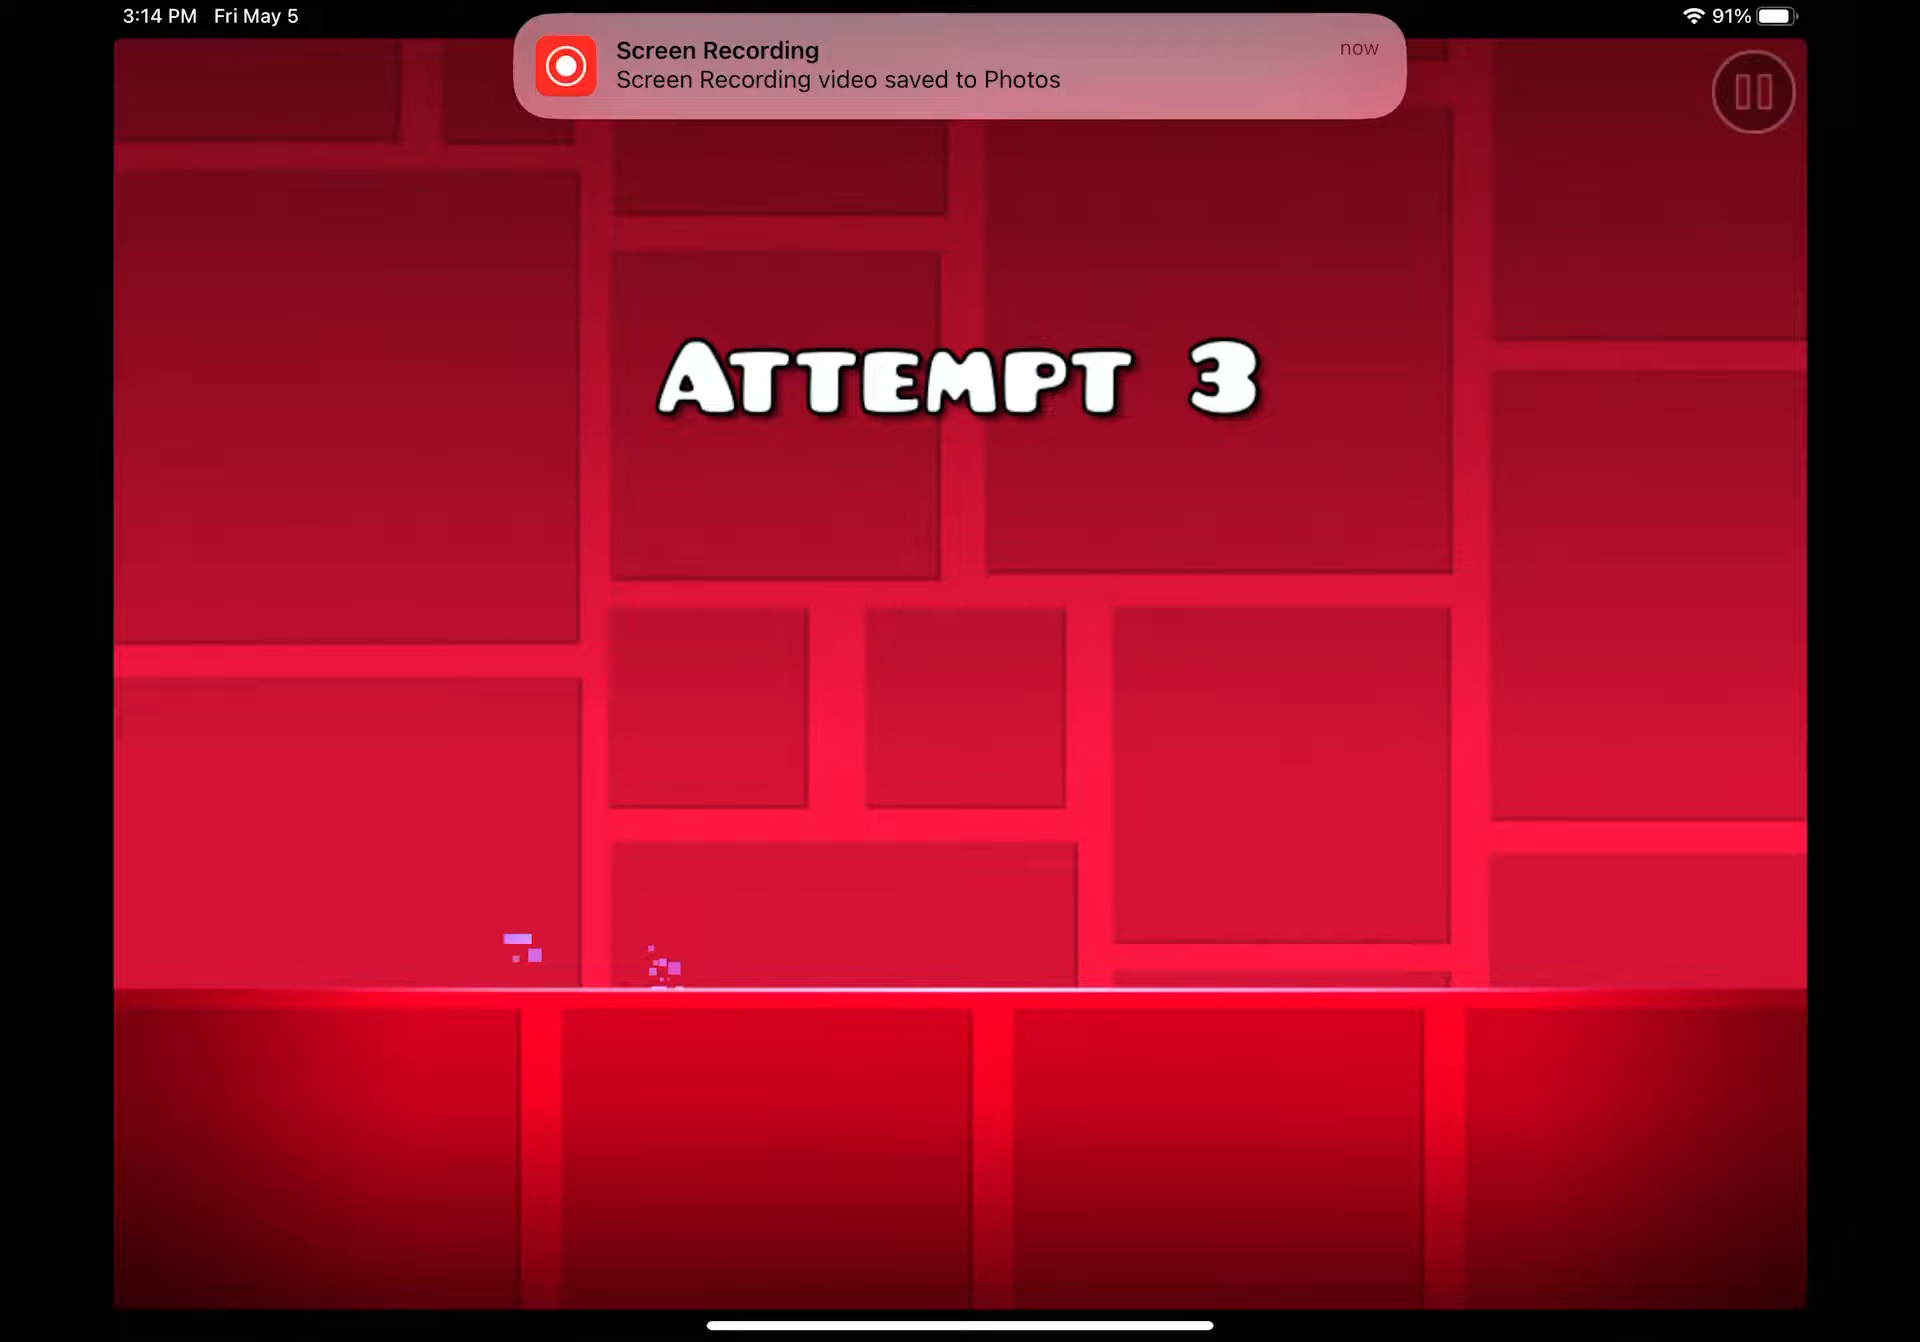 3:14 PM Fri May 5
91%
Screen Recording
now
Screen Recording video saved to Photos
Attempt 3